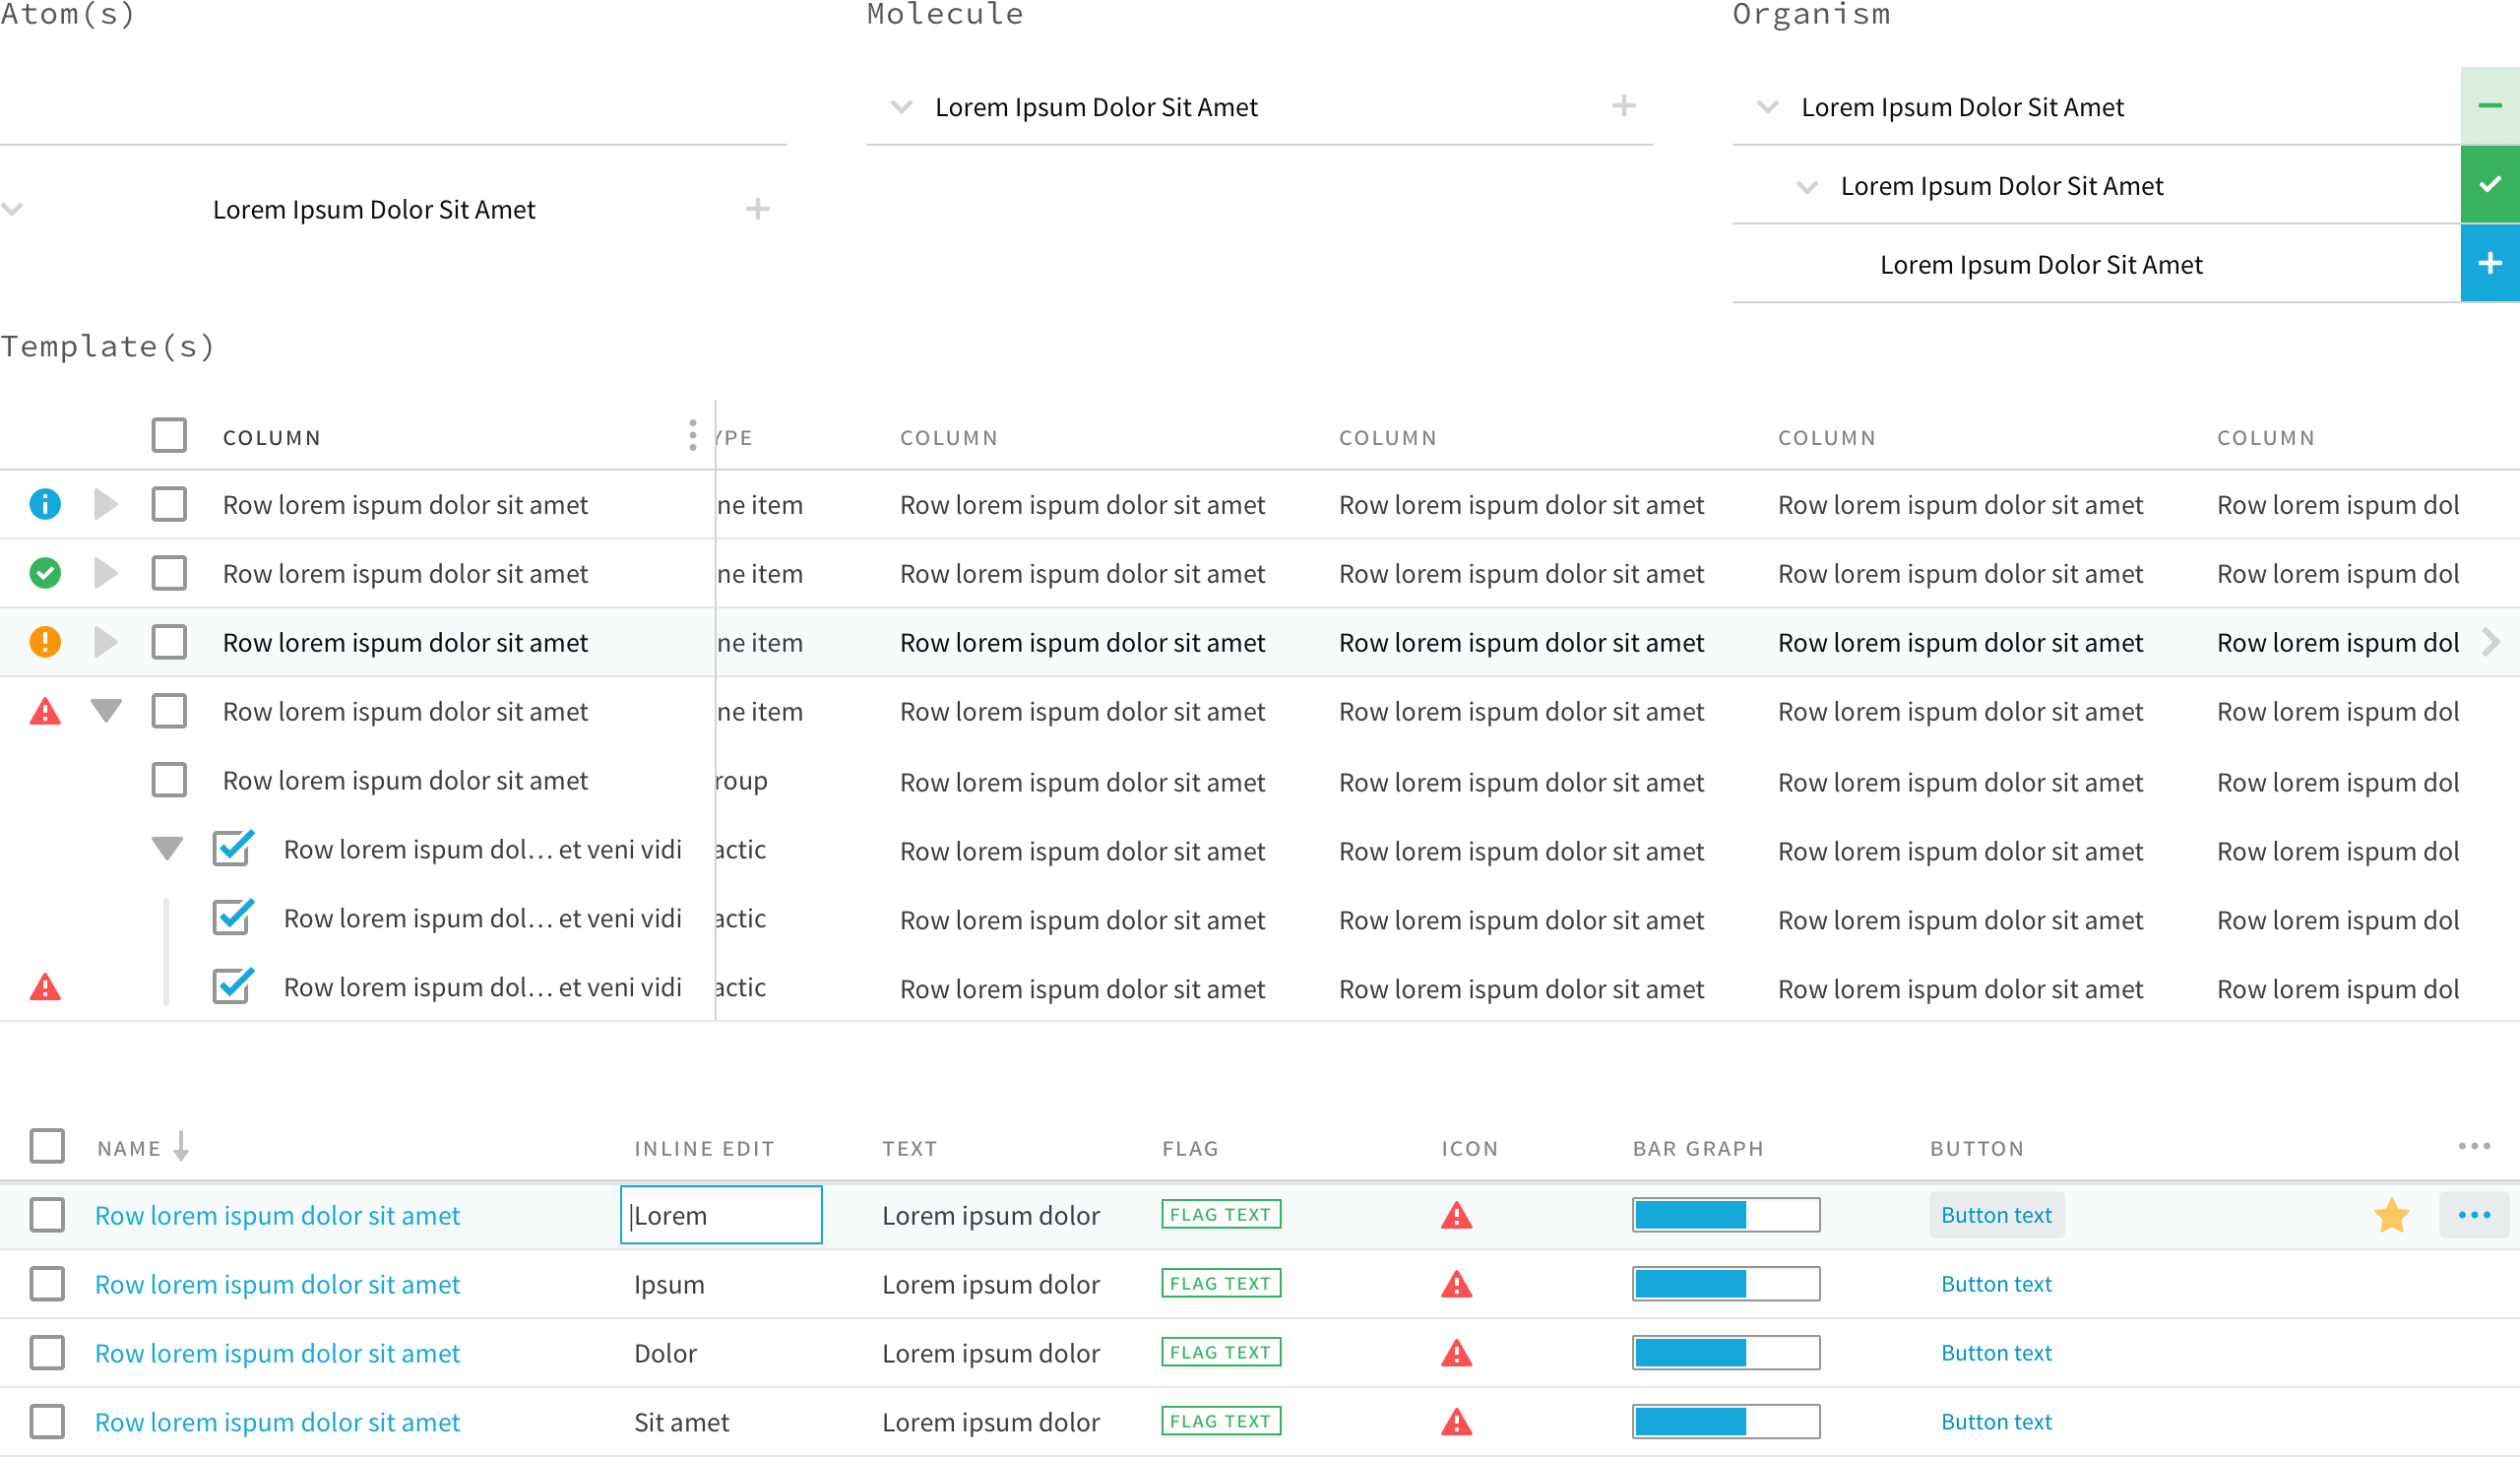 Atom(s) Molecule Organism
Lorem Ipsum Dolor Sit Amet Lorem Ipsum Dolor Sit Amet
Lorem Ipsum Dolor Sit Amet
Lorem Ipsum Dolor Sit Amet
Lorem Ipsum Dolor Sit Amet
Template(s)
COLUMN YPE COLUMN COLUMN COLUMN COLUMN
Row lorem ispum dolor sit amet ne item Row lorem ispum dolor sit amet Row lorem ispum dolor sit amet Row lorem ispum dolor sit amet Row lorem ispum dol
Row lorem ispum dolor sit amet ne item Row lorem ispum dolor sit amet Row lorem ispum dolor sit amet Row lorem ispum dolor sit amet Row lorem ispum dol
Row lorem ispum dolor sit amet ne item Row lorem ispum dolor sit amet Row lorem ispum dolor sit amet Row lorem ispum dolor sit amet Row lorem ispum dol
Row lorem ispum dolor sit amet ne item Row lorem ispum dolor sit amet Row lorem ispum dolor sit amet Row lorem ispum dolor sit amet Row lorem ispum dol
Row lorem ispum dolor sit amet roup Row lorem ispum dolor sit amet Row lorem ispum dolor sit amet Row lorem ispum dolor sit amet Row lorem ispum dol
Row lorem ispum dol… et veni vidi actic Row lorem ispum dolor sit amet Row lorem ispum dolor sit amet Row lorem ispum dolor sit amet Row lorem ispum dol
Row lorem ispum dol… et veni vidi actic Row lorem ispum dolor sit amet Row lorem ispum dolor sit amet Row lorem ispum dolor sit amet Row lorem ispum dol
Row lorem ispum dol… et veni vidi actic Row lorem ispum dolor sit amet Row lorem ispum dolor sit amet Row lorem ispum dolor sit amet Row lorem ispum dol
NAME INLINE EDIT TEXT FLAG ICON BAR GRAPH BUTTON
Row lorem ispum dolor sit amet Lorem Lorem ipsum dolor FLAG TEXT Button text
Row lorem ispum dolor sit amet Ipsum Lorem ipsum dolor FLAG TEXT Button text
Row lorem ispum dolor sit amet Dolor Lorem ipsum dolor FLAG TEXT Button text
Row lorem ispum dolor sit amet Sit amet Lorem ipsum dolor FLAG TEXT Button text